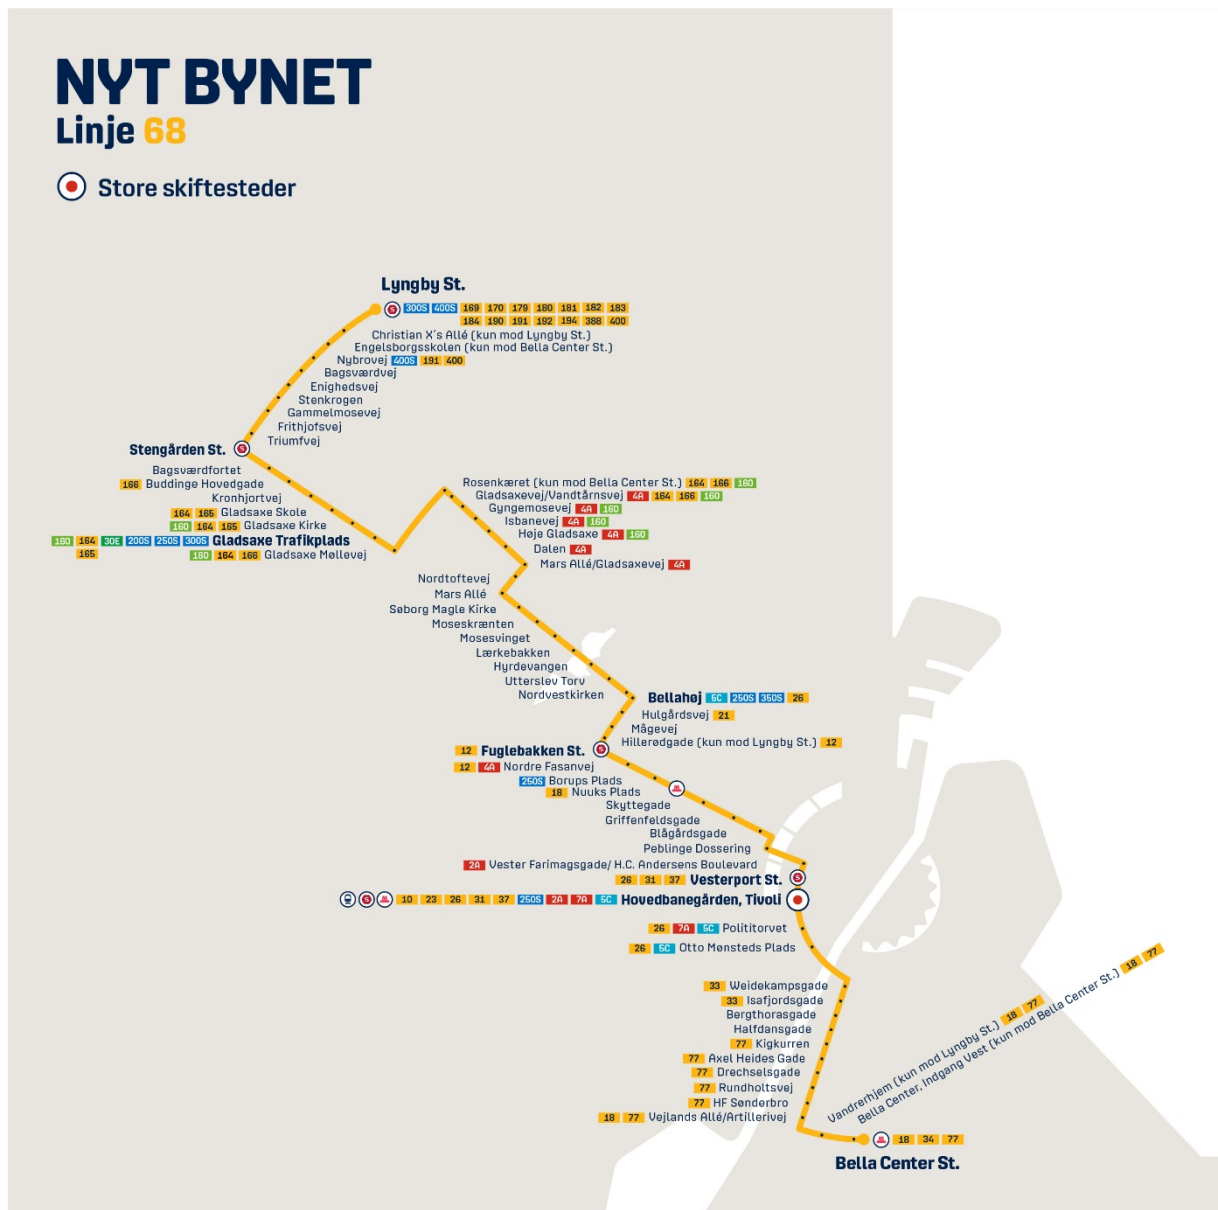 NYT BYNET
Linje 68
Store skiftesteder
Lyngby St.
300S 400S 169 170 179 180 181 182 183
184 190 191 192 194 388 400
Christian X´s Allé (kun mod Lyngby St.)
Engelsborgsskolen (kun mod Bella Center St.)
Nybrovej 400S 191 400
Bagsværdvej
Enighedsvej
Stenkrogen
Gammelmosevej
Frithjofsvej
Triumfvej
Stengården St.
Bagsværdfortet
166 Buddinge Hovedgade
Kronhjortvej
164 165 Gladsaxe Skole
160 164 165 Gladsaxe Kirke
160 164 30E 200S 250S 300S Gladsaxe Trafikplads
165
160 164 166 Gladsaxe Møllevej
Rosenkæret (kun mod Bella Center St.) 164 166 160
Gladsaxevej/Vandtårnsvej 4A 164 166 160
Gyngemosevej 4A 160
Isbanevej 4A 160
Høje Gladsaxe 4A 160
Dalen 4A
Mars Allé/Gladsaxevej 4A
Nordtoftevej
Mars Allé
Søborg Magle Kirke
Moseskrænten
Mosesvinget
Lærkebakken
Hyrdevangen
Utterslev Torv
Nordvestkirken
Bellahøj 5C 250S 350S 26
Hulgårdsvej 21
Mågevej
Hillerødgade (kun mod Lyngby St.) 12
12 Fuglebakken St.
12 4A Nordre Fasanvej
250S Borups Plads
18 Nuuks Plads
Skyttegade
Griffenfeldsgade
Blågårdsgade
Peblinge Dossering
2A Vester Farimagsgade/ H.C. Andersens Boulevard
26 31 37 Vesterport St.
10 23 26 31 37 250S 2A 7A 5C Hovedbanegården, Tivoli
26 7A 5C Polititorvet
26 5C Otto Mønsteds Plads
33 Weidekampsgade
33 Isafjordsgade
Bergthorasgade
Halfdansgade
77 Kigkurren
77 Axel Heides Gade
77 Drechselsgade
77 Rundholtsvej
77 HF Sønderbro
18 77 Vejlands Allé/Artillerivej
Vandrerhjem (kun mod Lyngby St.) 18 77
Bella Center, Indgang Vest (kun mod Bella Center St.) 18 77
18 34 77
Bella Center St.